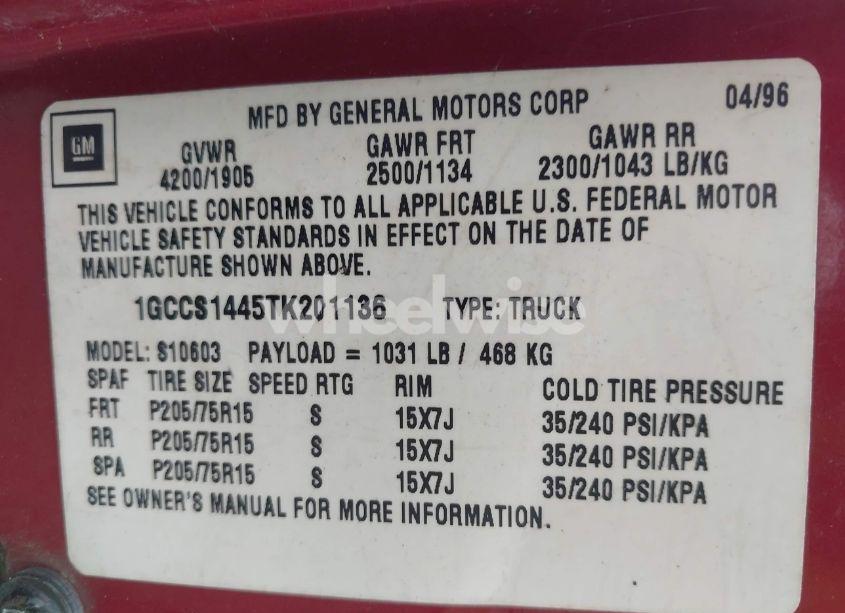 MFD BY GENERAL MOTORS CORP 04/96
GM
GVWR GAWR FRT GAWR RR
4200/1905 2500/1134 2300/1043 LB/KG
THIS VEHICLE CONFORMS TO ALL APPLICABLE U.S. FEDERAL MOTOR
VEHICLE SAFETY STANDARDS IN EFFECT ON THE DATE OF
MANUFACTURE SHOWN ABOVE.
1GCCS1445TK201136 TYPE: TRUCK
wheelwise
MODEL: S10603 PAYLOAD = 1031 LB / 468 KG
SPAF TIRE SIZE SPEED RTG RIM COLD TIRE PRESSURE
FRT P205/75R15 S 15X7J 35/240 PSI/KPA
RR P205/75R15 S 15X7J 35/240 PSI/KPA
SPA P205/75R15 S 15X7J 35/240 PSI/KPA
SEE OWNER'S MANUAL FOR MORE INFORMATION.